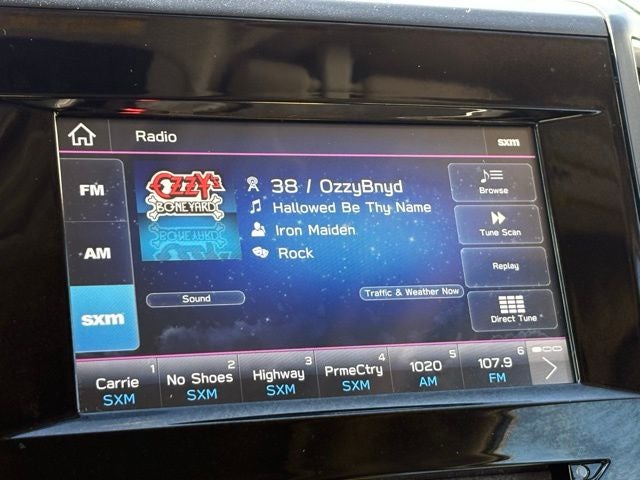 Radio
sxm
FM
AM
sxm
OZZY's
BONEYARD
38 / OzzyBnyd
Hallowed Be Thy Name
Iron Maiden
Rock
Browse
Tune Scan
Replay
Direct Tune
Sound
Traffic & Weather Now
1
Carrie
SXM
2
No Shoes
SXM
3
Highway
SXM
4
PrmeCtry
SXM
5
1020
AM
6
107.9
FM